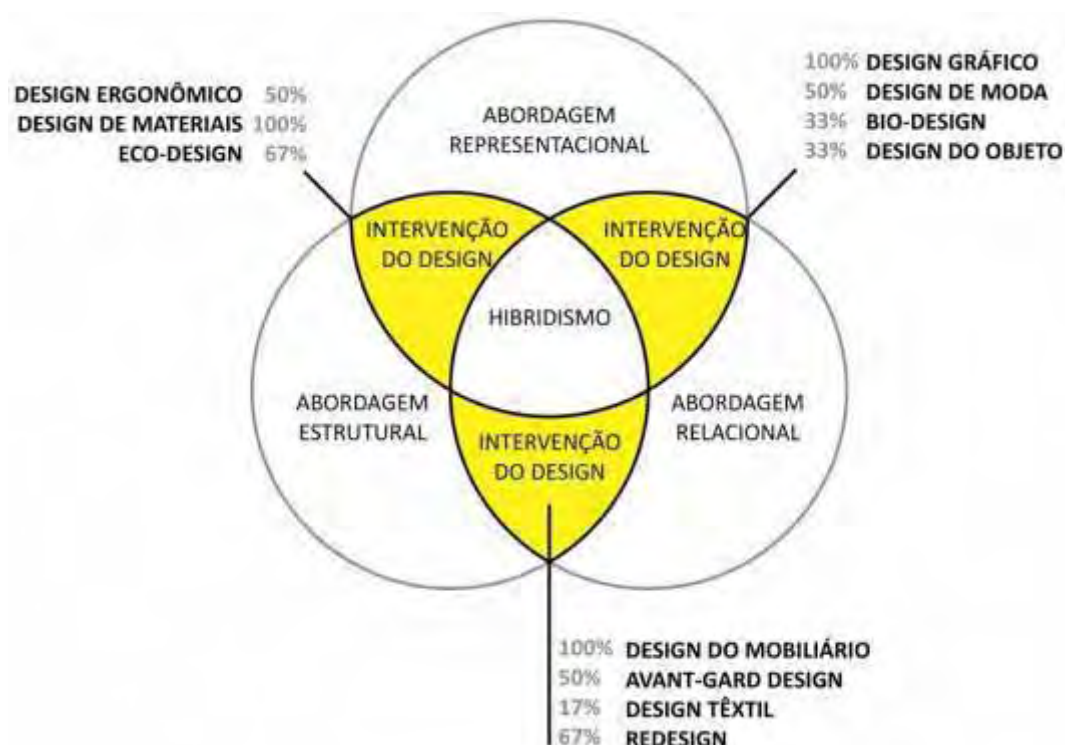 100% DESIGN GRÁFICO
50% DESIGN DE MODA
33% BIO-DESIGN
33% DESIGN DO OBJETO
DESIGN ERGONÔMICO 50%
DESIGN DE MATERIAIS 100%
ECO-DESIGN 67%
ABORDAGEM
REPRESENTACIONAL
INTERVENÇÃO
DO DESIGN
INTERVENÇÃO
DO DESIGN
HIBRIDISMO
ABORDAGEM
ESTRUTURAL
ABORDAGEM
RELACIONAL
INTERVENÇÃO
DO DESIGN
100% DESIGN DO MOBILIÁRIO
50% AVANT-GARD DESIGN
17% DESIGN TÊXTIL
67% REDESIGN